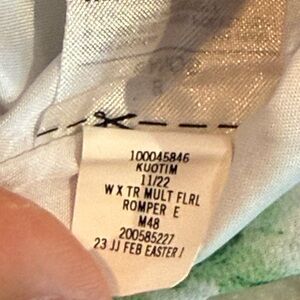 100045846
KUOTIM
11/22
W X TR MULT FLRL
ROMPER E
M48
200585227
23 JJ FEB EASTER /